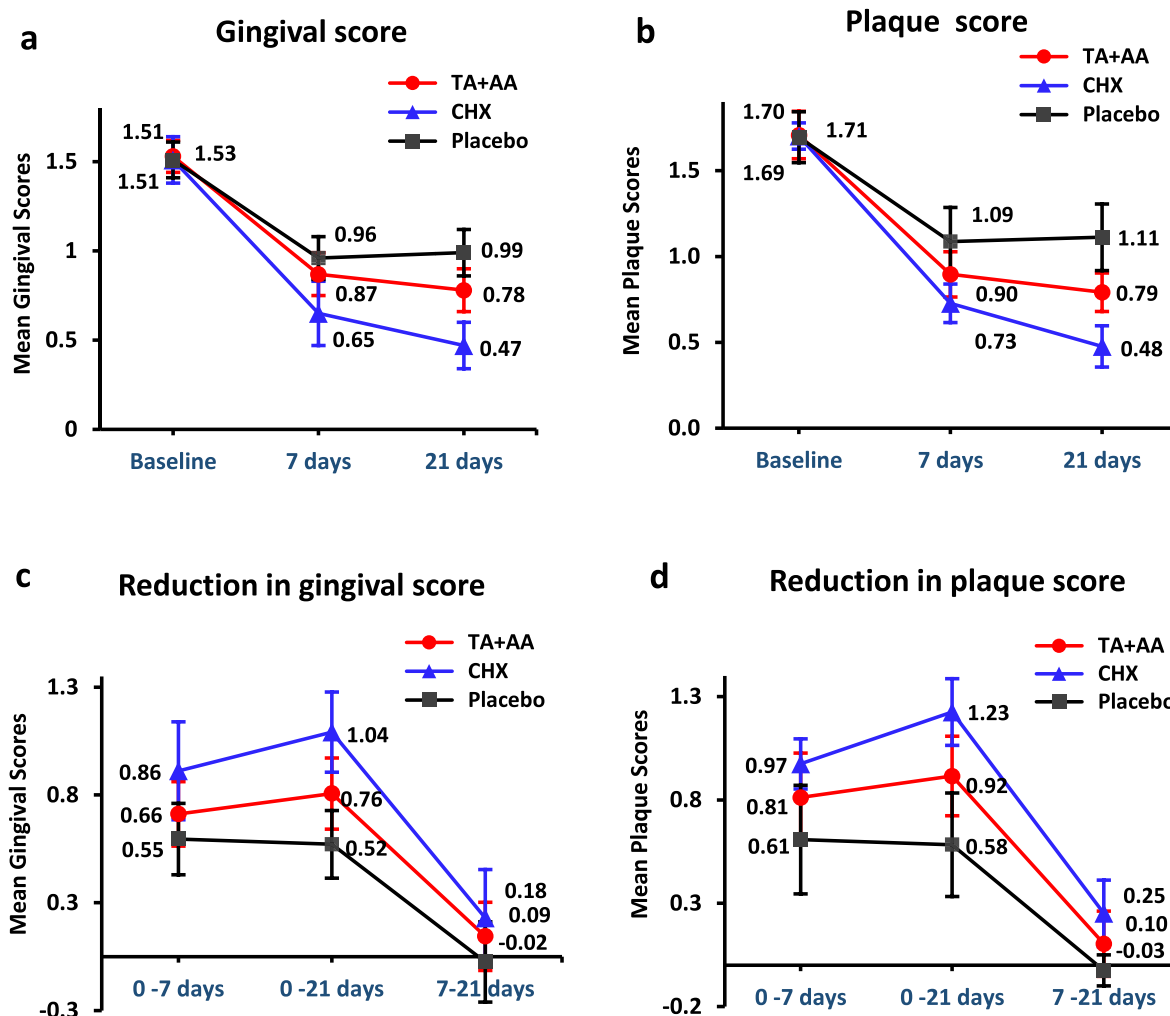 a
Gingival score
TA+AA
CHX
Placebo
Mean Gingival Scores
1.5
1
0.5
0
1.51
1.53
1.51
0.96
0.87
0.65
0.99
0.78
0.47
Baseline
7 days
21 days
b
Plaque score
TA+AA
CHX
Placebo
Mean Plaque Scores
1.5
1.0
0.5
0.0
1.70
1.71
1.69
1.09
0.90
0.73
1.11
0.79
0.48
Baseline
7 days
21 days
c
Reduction in gingival score
TA+AA
CHX
Placebo
Mean Gingival Scores
1.3
0.8
0.3
-0.3
0.86
0.66
0.55
1.04
0.76
0.52
0.18
0.09
-0.02
0 -7 days
0 -21 days
7-21 days
d
Reduction in plaque score
TA+AA
CHX
Placebo
Mean Plaque Scores
1.3
0.8
0.3
-0.2
0.97
0.81
0.61
1.23
0.92
0.58
0.25
0.10
-0.03
0 -7 days
0 -21 days
7 -21 days